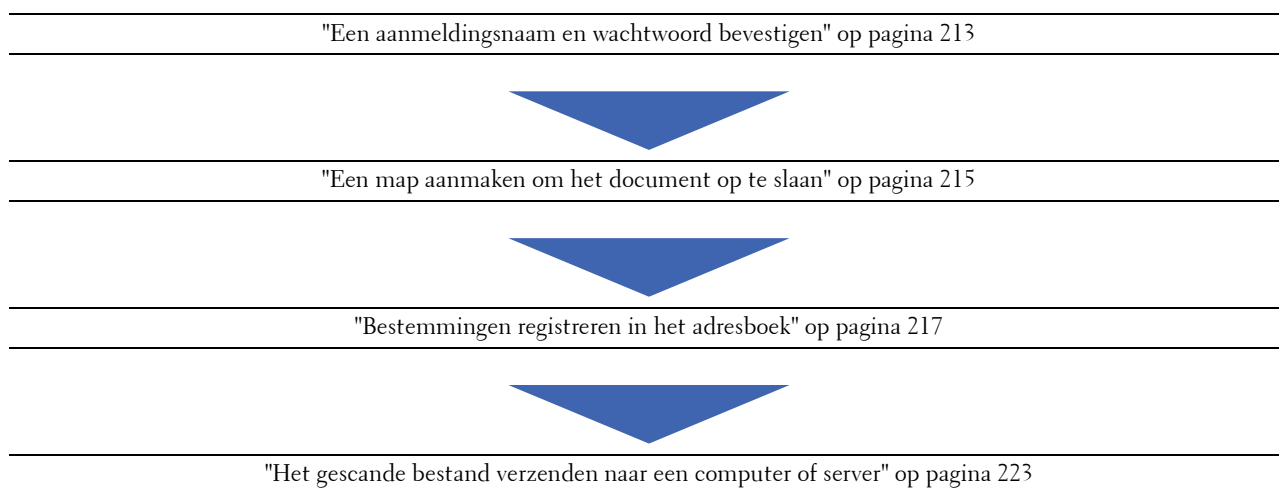 "Een aanmeldingsnaam en wachtwoord bevestigen" op pagina 213
"Een map aanmaken om het document op te slaan" op pagina 215
"Bestemmingen registreren in het adresboek" op pagina 217
"Het gescande bestand verzenden naar een computer of server" op pagina 223